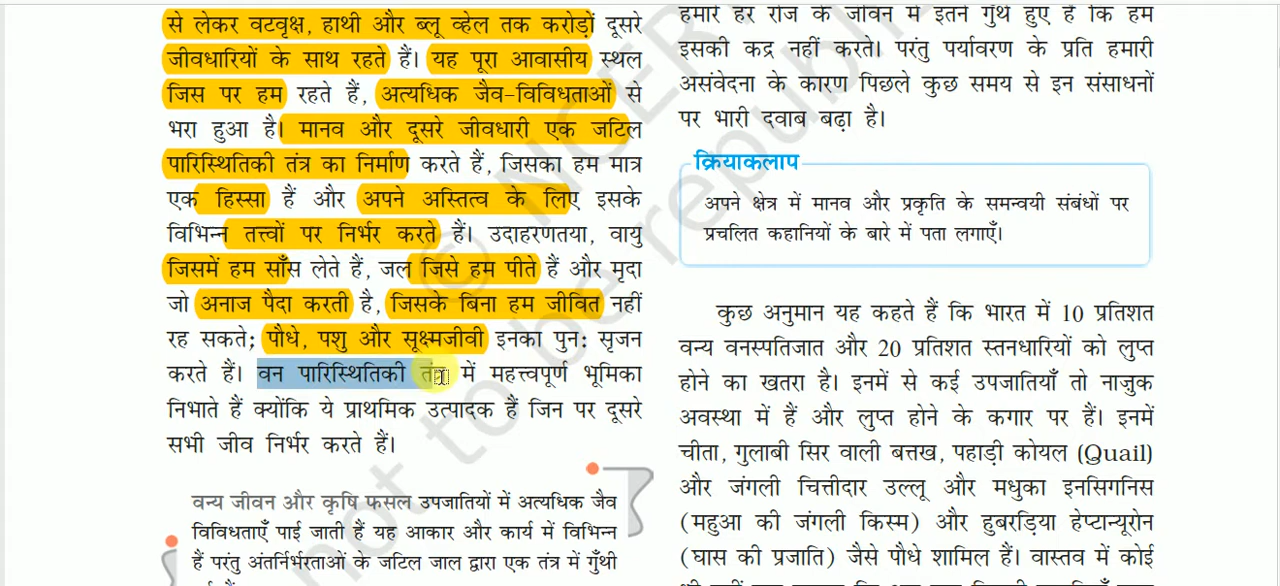 से लेकर वटवृक्ष, हाथी और ब्लू व्हेल तक करोड़ों दूसरे
जीवधारियों के साथ रहते हैं। यह पूरा आवासीय स्थल
जिस पर हम रहते हैं, अत्यधिक जैव-विविधताओं से
भरा हुआ है। मानव और दूसरे जीवधारी एक जटिल
पारिस्थितिकी तंत्र का निर्माण करते हैं, जिसका हम मात्र
एक हिस्सा हैं और अपने अस्तित्व के लिए इसके
विभिन्न तत्त्वों पर निर्भर करते हैं। उदाहरणतया, वायु
जिसमें हम साँस लेते हैं, जल जिसे हम पीते हैं और मृदा
जो अनाज पैदा करती है, जिसके बिना हम जीवित नहीं
रह सकते; पौधे, पशु और सूक्ष्मजीवी इनका पुन: सृजन
करते हैं। वन पारिस्थितिकी तंत्र में महत्त्वपूर्ण भूमिका
निभाते हैं क्योंकि ये प्राथमिक उत्पादक हैं जिन पर दूसरे
सभी जीव निर्भर करते हैं।
वन्य जीवन और कृषि फसल उपजातियों में अत्यधिक जैव
विविधताएँ पाई जाती हैं यह आकार और कार्य में विभिन्न
हैं परंतु अंतर्निर्भरताओं के जटिल जाल द्वारा एक तंत्र में गुँथी
हमारे हर रोज के जीवन में इतने गुँथे हुए हैं कि हम
इसकी कद्र नहीं करते। परंतु पर्यावरण के प्रति हमारी
असंवेदना के कारण पिछले कुछ समय से इन संसाधनों
पर भारी दवाब बढ़ा है।
क्रियाकलाप
अपने क्षेत्र में मानव और प्रकृति के समन्वयी संबंधों पर
प्रचलित कहानियों के बारे में पता लगाएँ।
कुछ अनुमान यह कहते हैं कि भारत में 10 प्रतिशत
वन्य वनस्पतिजात और 20 प्रतिशत स्तनधारियों को लुप्त
होने का खतरा है। इनमें से कई उपजातियाँ तो नाजुक
अवस्था में हैं और लुप्त होने के कगार पर हैं। इनमें
चीता, गुलाबी सिर वाली बत्तख, पहाड़ी कोयल (Quail)
और जंगली चित्तीदार उल्लू और मधुका इनसिगनिस
(महुआ की जंगली किस्म) और हुबरड़िया हेप्टान्यूरोन
(घास की प्रजाति) जैसे पौधे शामिल हैं। वास्तव में कोई
© NCERT
not to be republi